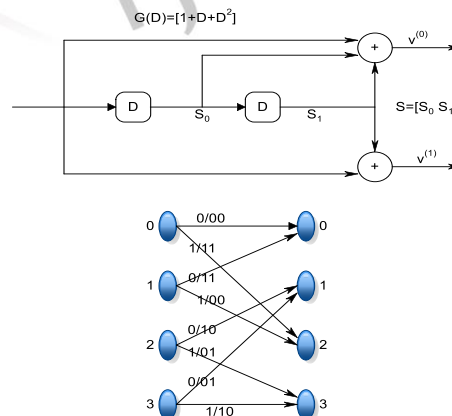 G(D)=[1+D+D²]
+
v(0)
D
S0
D
S1
S=[S0 S1
+
v(1)
0
0/00
0
1/11
1
0/11
1
1/00
2
0/10
2
1/01
3
0/01
3
1/10